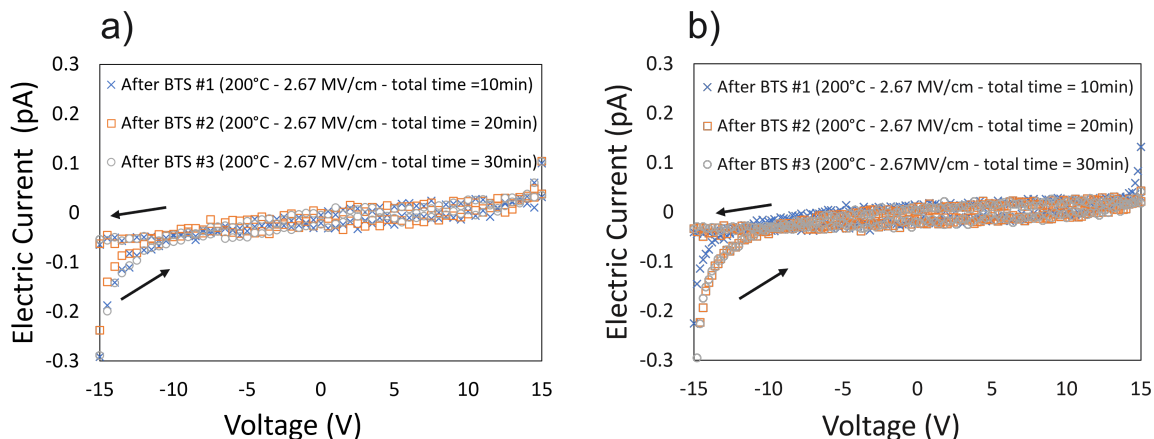 a)
Electric Current (pA)
0.3
0.2
0.1
0
-0.1
-0.2
-0.3
× After BTS #1 (200°C - 2.67 MV/cm - total time =10min)
After BTS #2 (200°C - 2.67 MV/cm - total time = 20min)
After BTS #3 (200°C - 2.67 MV/cm - total time = 30min)
-15 -10 -5 0 5 10 15
Voltage (V)
b)
Electric Current (pA)
0.3
0.2
0.1
0
-0.1
-0.2
-0.3
× After BTS #1 (200°C - 2.67 MV/cm - total time = 10min)
After BTS #2 (200°C - 2.67 MV/cm - total time = 20min)
After BTS #3 (200°C - 2.67MV/cm - total time = 30min)
-15 -10 -5 0 5 10 15
Voltage (V)